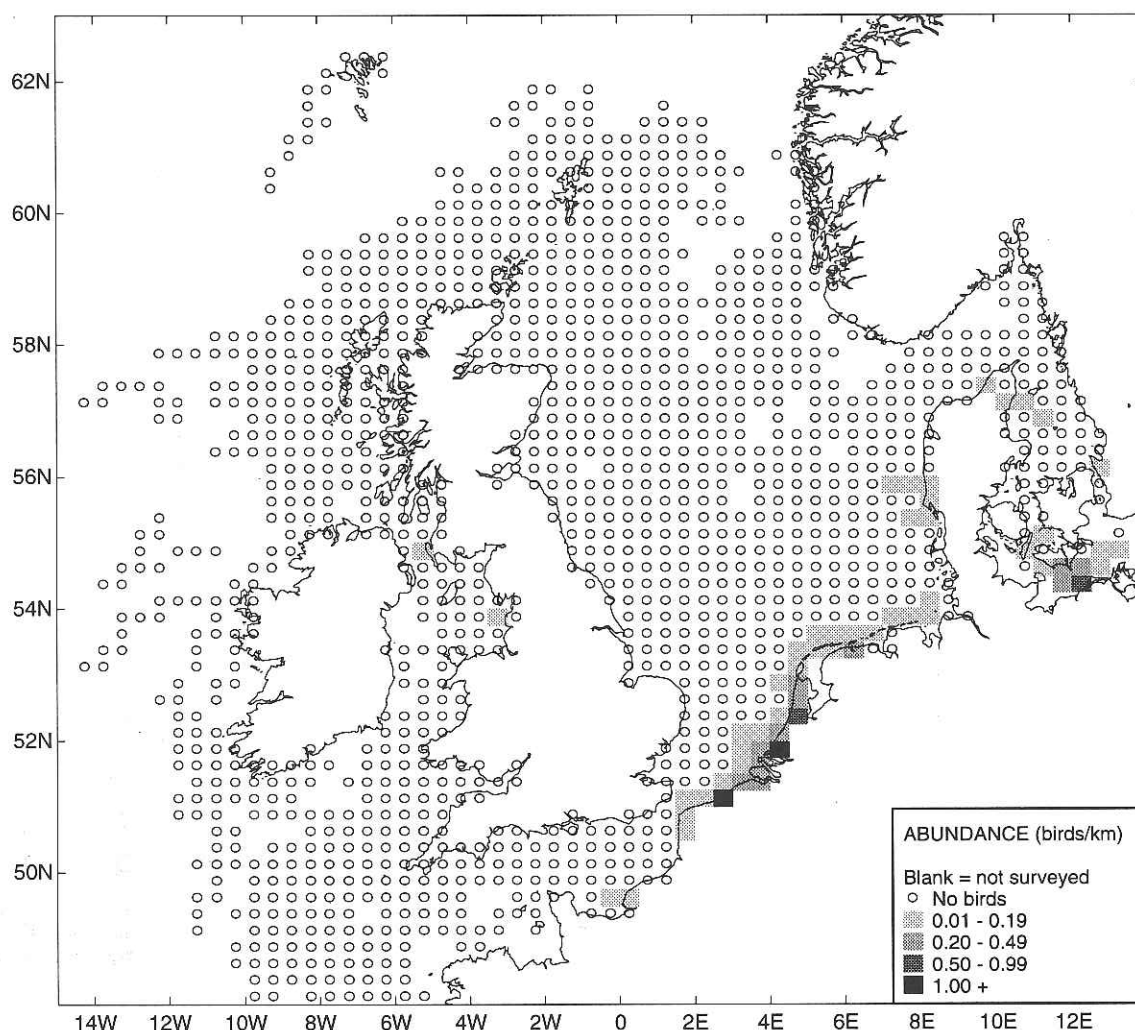 62N
60N
58N
56N
54N
52N
50N
ABUNDANCE (birds/km)
Blank = not surveyed
No birds
0.01 - 0.19
0.20 - 0.49
0.50 - 0.99
1.00 +
14W 12W 10W 8W 6W 4W 2W 0 2E 4E 6E 8E 10E 12E